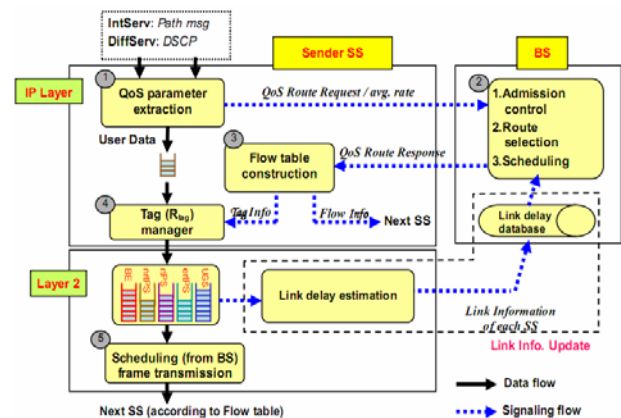 IntServ: Path msg
DiffServ: DSCP
Sender SS
BS
IP Layer
1
QoS parameter
extraction
QoS Route Request / avg. rate
2
1.Admission
control
2.Route
selection
3.Scheduling
User Data
3
Flow table
construction
QoS Route Response
4
Tag (Rtag)
manager
Tag Info
Flow Info
Next SS
Link delay
database
Layer 2
BE
nrtPS
rtPS
ertPS
UGS
Link delay estimation
Link Information
of each SS
Link Info. Update
5
Scheduling (from BS)
frame transmission
Data flow
Signaling flow
Next SS (according to Flow table)